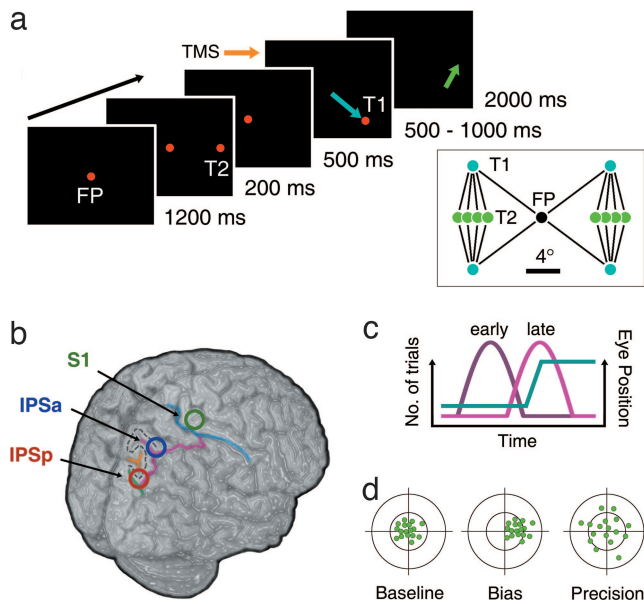 a
TMS
T1
2000 ms
T2
500 - 1000 ms
FP
500 ms
200 ms
1200 ms
T1
FP
T2
4°
b
S1
IPSa
IPSp
c
early late
No. of trials
Eye Position
Time
d
Baseline Bias Precision